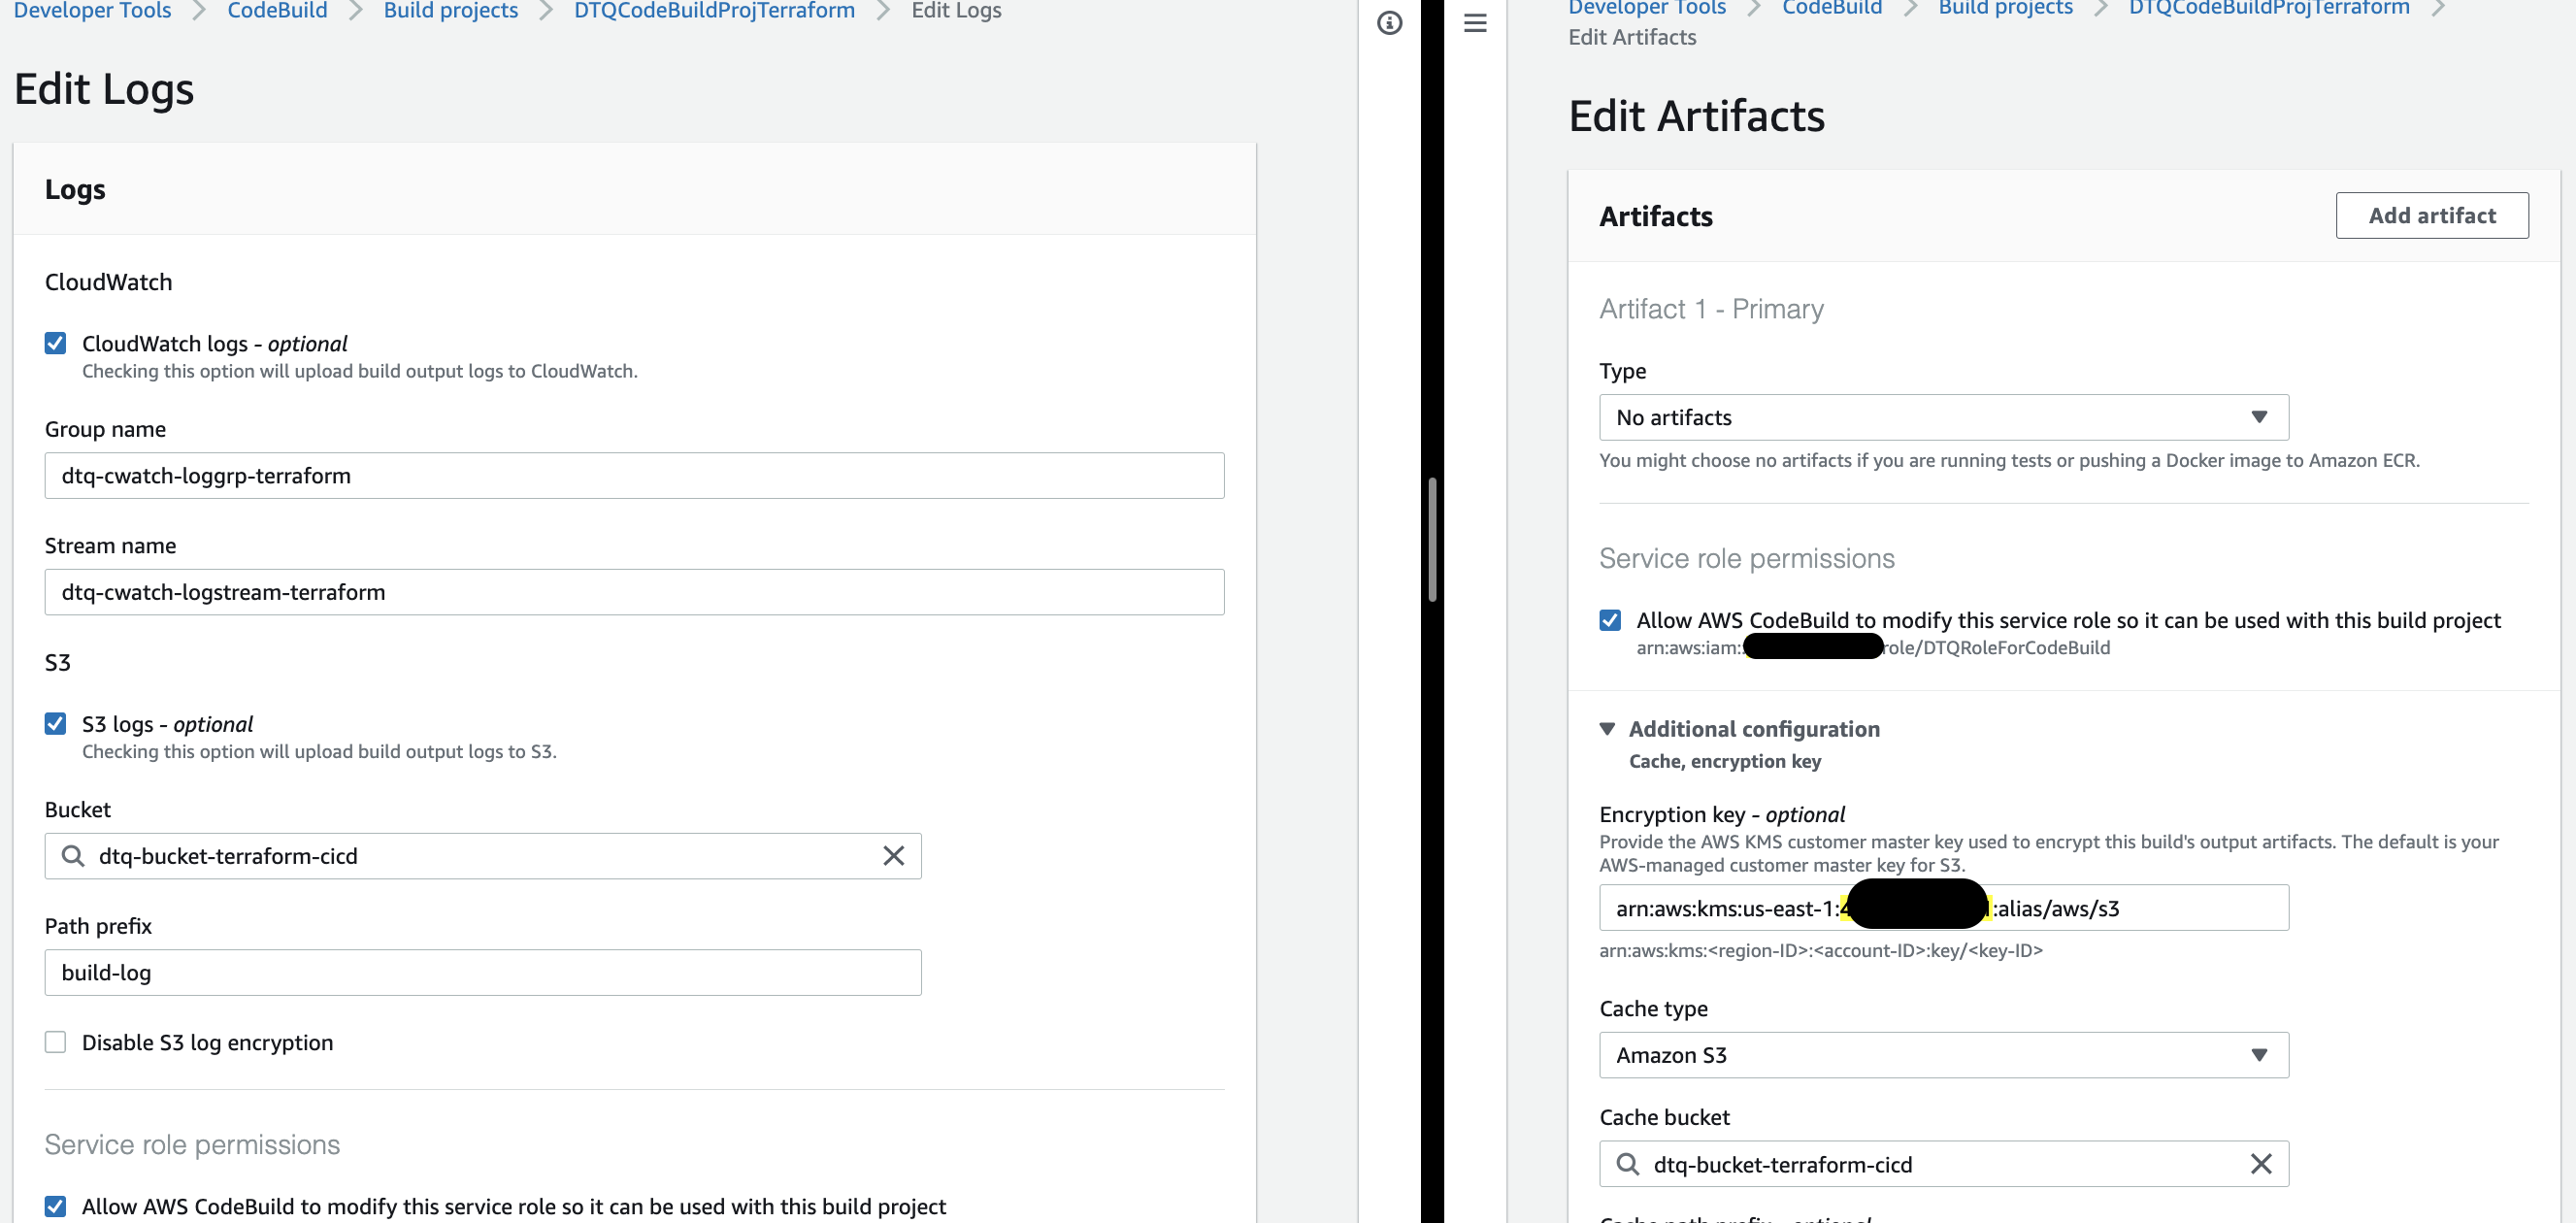 Developer Tools > CodeBuild > Build projects > DTQCodeBuildProjTerraform > Edit Logs
Edit Logs
Logs
CloudWatch
CloudWatch logs - optional
Checking this option will upload build output logs to CloudWatch.
Group name
dtq-cwatch-loggrp-terraform
Stream name
dtq-cwatch-logstream-terraform
S3
S3 logs - optional
Checking this option will upload build output logs to S3.
Bucket
dtq-bucket-terraform-cicd
Path prefix
build-log
Disable S3 log encryption
Service role permissions
Allow AWS CodeBuild to modify this service role so it can be used with this build project
Developer Tools > CodeBuild > Build projects > DTQCodeBuildProjTerraform >
Edit Artifacts
Edit Artifacts
Artifacts
Add artifact
Artifact 1 - Primary
Type
No artifacts
You might choose no artifacts if you are running tests or pushing a Docker image to Amazon ECR.
Service role permissions
Allow AWS CodeBuild to modify this service role so it can be used with this build project
arn:aws:iam: role/DTQRoleForCodeBuild
Additional configuration
Cache, encryption key
Encryption key - optional
Provide the AWS KMS customer master key used to encrypt this build's output artifacts. The default is your
AWS-managed customer master key for S3.
arn:aws:kms:us-east-1: :alias/aws/s3
arn:aws:kms:<region-ID>:<account-ID>:key/<key-ID>
Cache type
Amazon S3
Cache bucket
dtq-bucket-terraform-cicd
Cache path prefix - optional